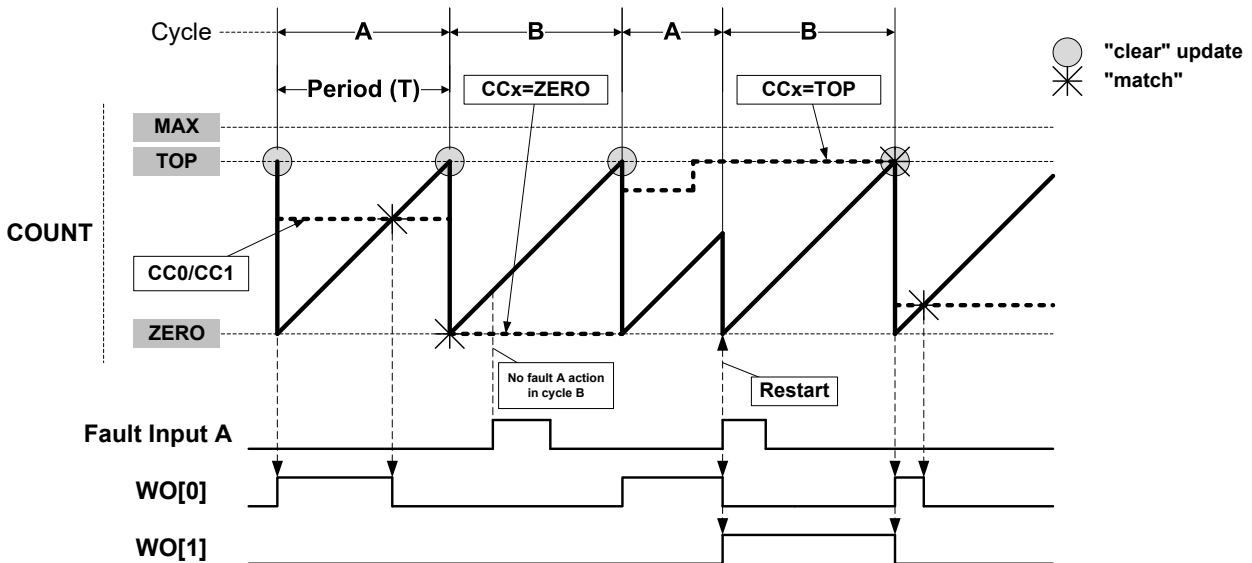 Cycle
A
B
A
B
"clear" update
"match"
Period (T)
CCx=ZERO
CCx=TOP
MAX
TOP
COUNT
CC0/CC1
ZERO
No fault A action
in cycle B
Restart
Fault Input A
WO[0]
WO[1]